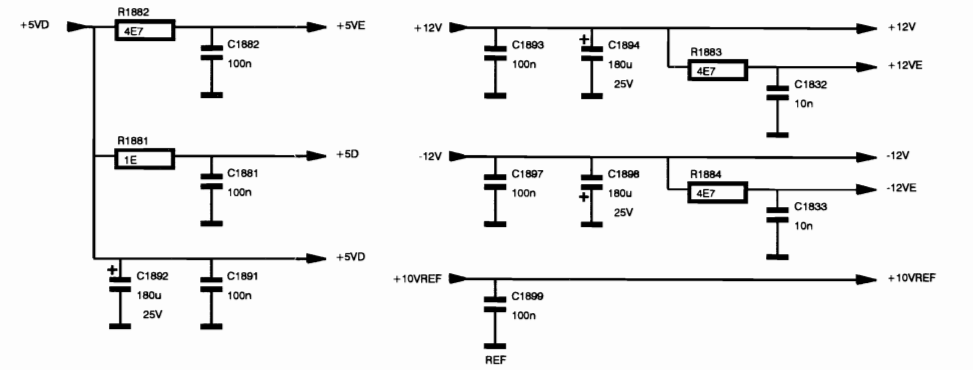 +5VD
R1882
4E7
+5VE
C1882
100n
R1881
1E
+5D
C1881
100n
+5VD
C1892
180u
25V
C1891
100n
+12V
+12V
C1893
100n
+
C1894
180u
25V
R1883
4E7
+12VE
C1832
10n
-12V
-12V
C1897
100n
C1898
180u
+
25V
R1884
4E7
-12VE
C1833
10n
+10VREF
+10VREF
C1899
100n
REF